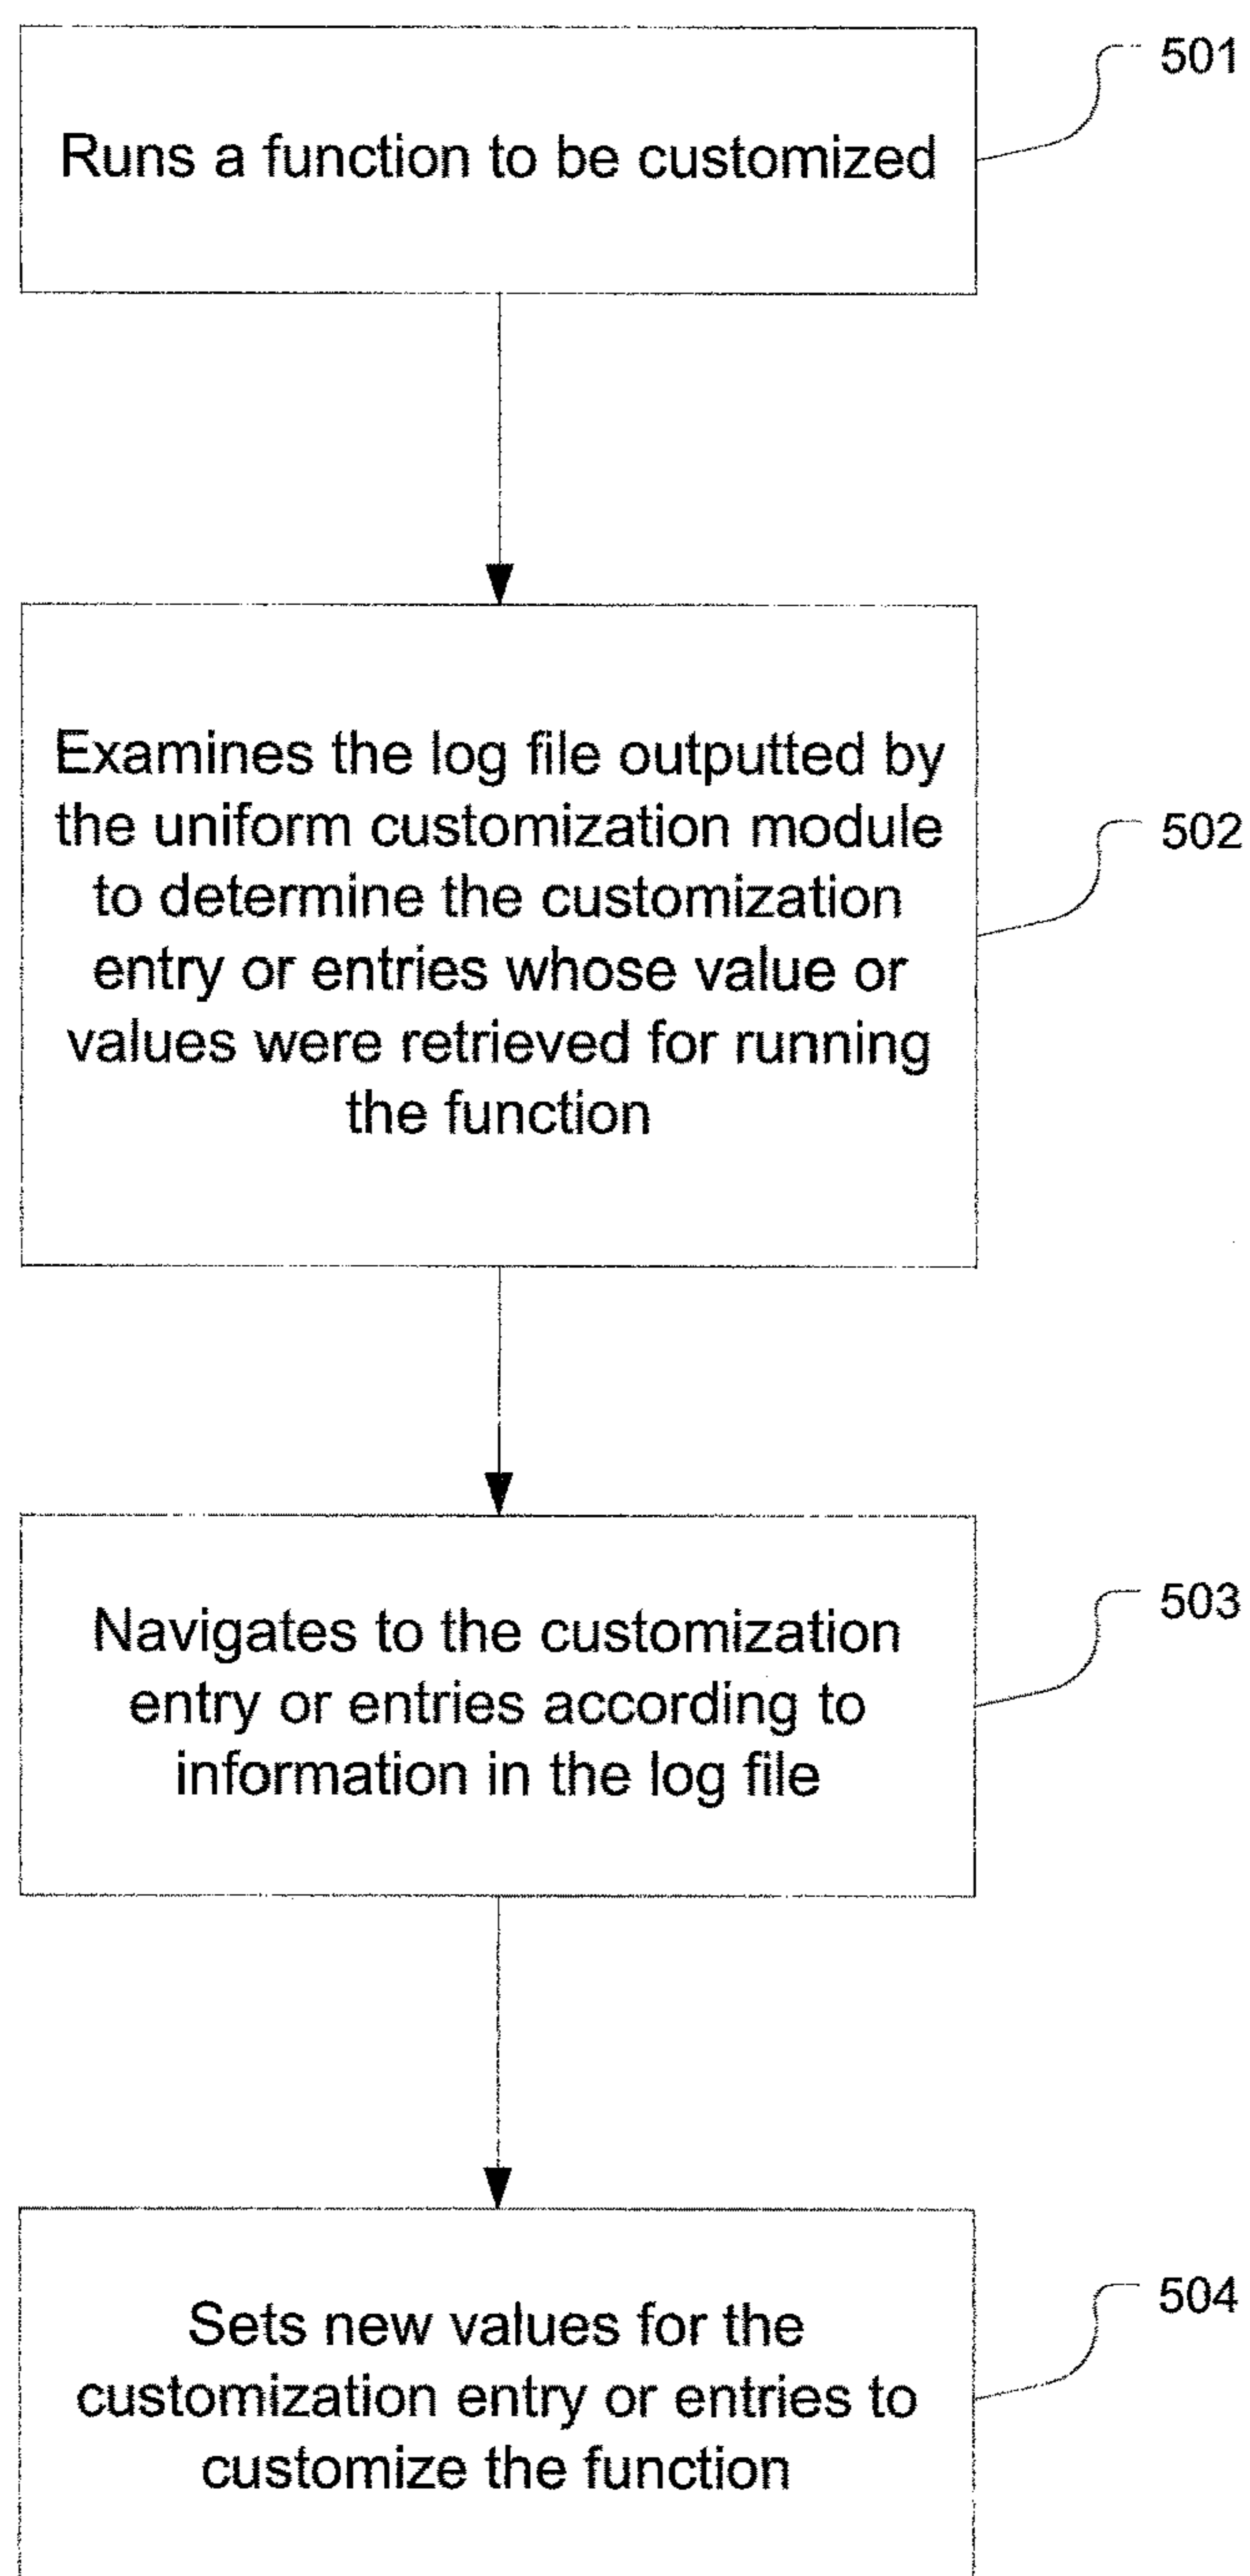 501
Runs a function to be customized
Examines the log file outputted by
the uniform customization module
to determine the customization
entry or entries whose value or
values were retrieved for running
the function
502
Navigates to the customization
entry or entries according to
information in the log file
503
Sets new values for the
customization entry or entries to
customize the function
504